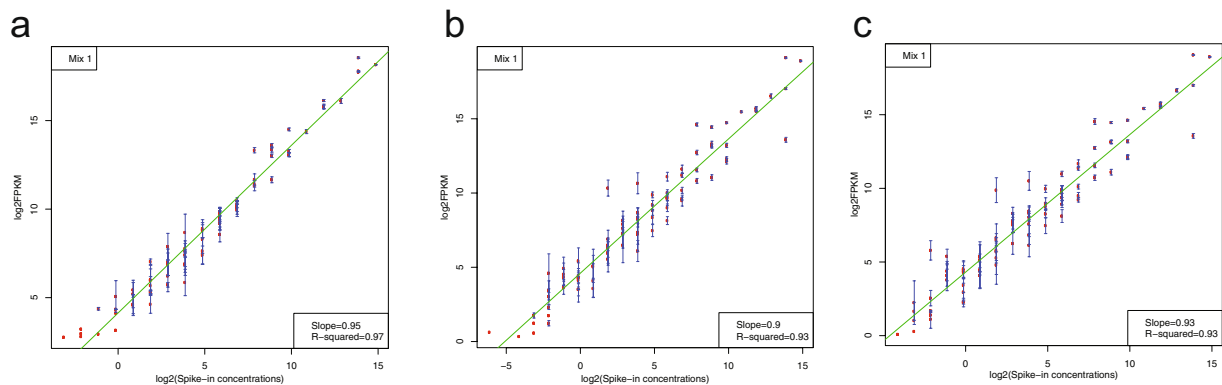 a
Mix 1
log2FPKM
15
10
5
0
5
10
15
log2(Spike−in concentrations)
Slope=0.95
R−squared=0.97
b
Mix 1
log2FPKM
15
10
5
0
−5
0
5
10
15
log2(Spike−in concentrations)
Slope=0.9
R−squared=0.93
c
Mix 1
log2FPKM
15
10
5
0
0
5
10
15
log2(Spike−in concentrations)
Slope=0.93
R−squared=0.93